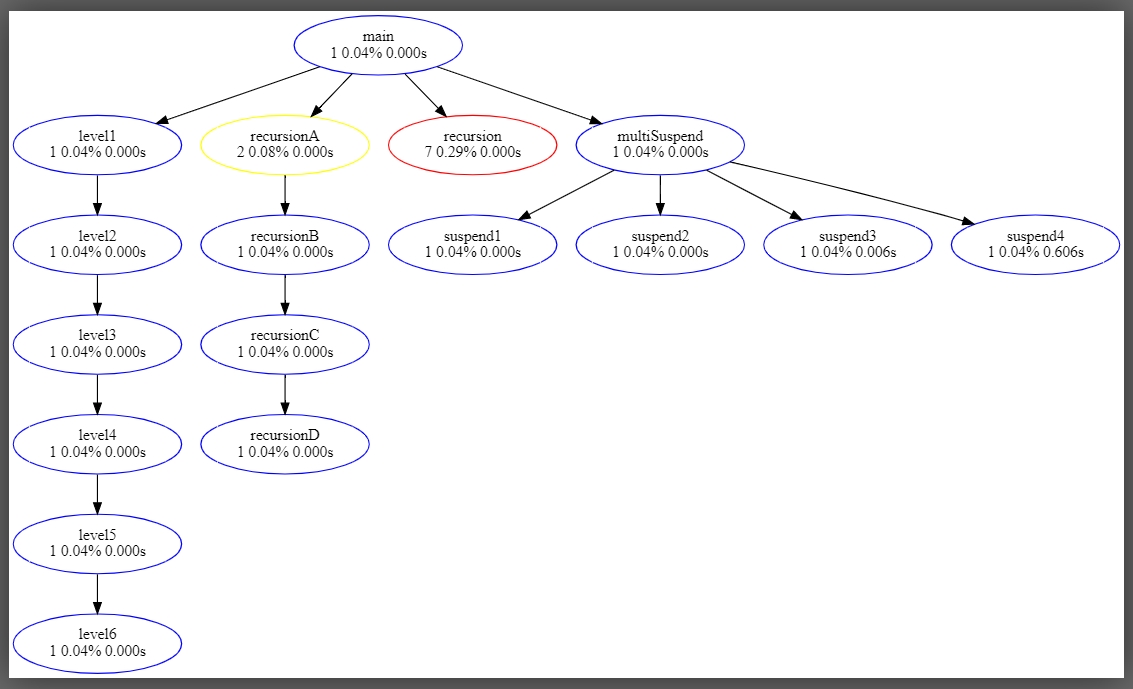 main
1 0.04% 0.000s
level1
1 0.04% 0.000s
recursionA
2 0.08% 0.000s
recursion
7 0.29% 0.000s
multiSuspend
1 0.04% 0.000s
level2
1 0.04% 0.000s
recursionB
1 0.04% 0.000s
suspend1
1 0.04% 0.000s
suspend2
1 0.04% 0.000s
suspend3
1 0.04% 0.006s
suspend4
1 0.04% 0.606s
level3
1 0.04% 0.000s
recursionC
1 0.04% 0.000s
level4
1 0.04% 0.000s
recursionD
1 0.04% 0.000s
level5
1 0.04% 0.000s
level6
1 0.04% 0.000s